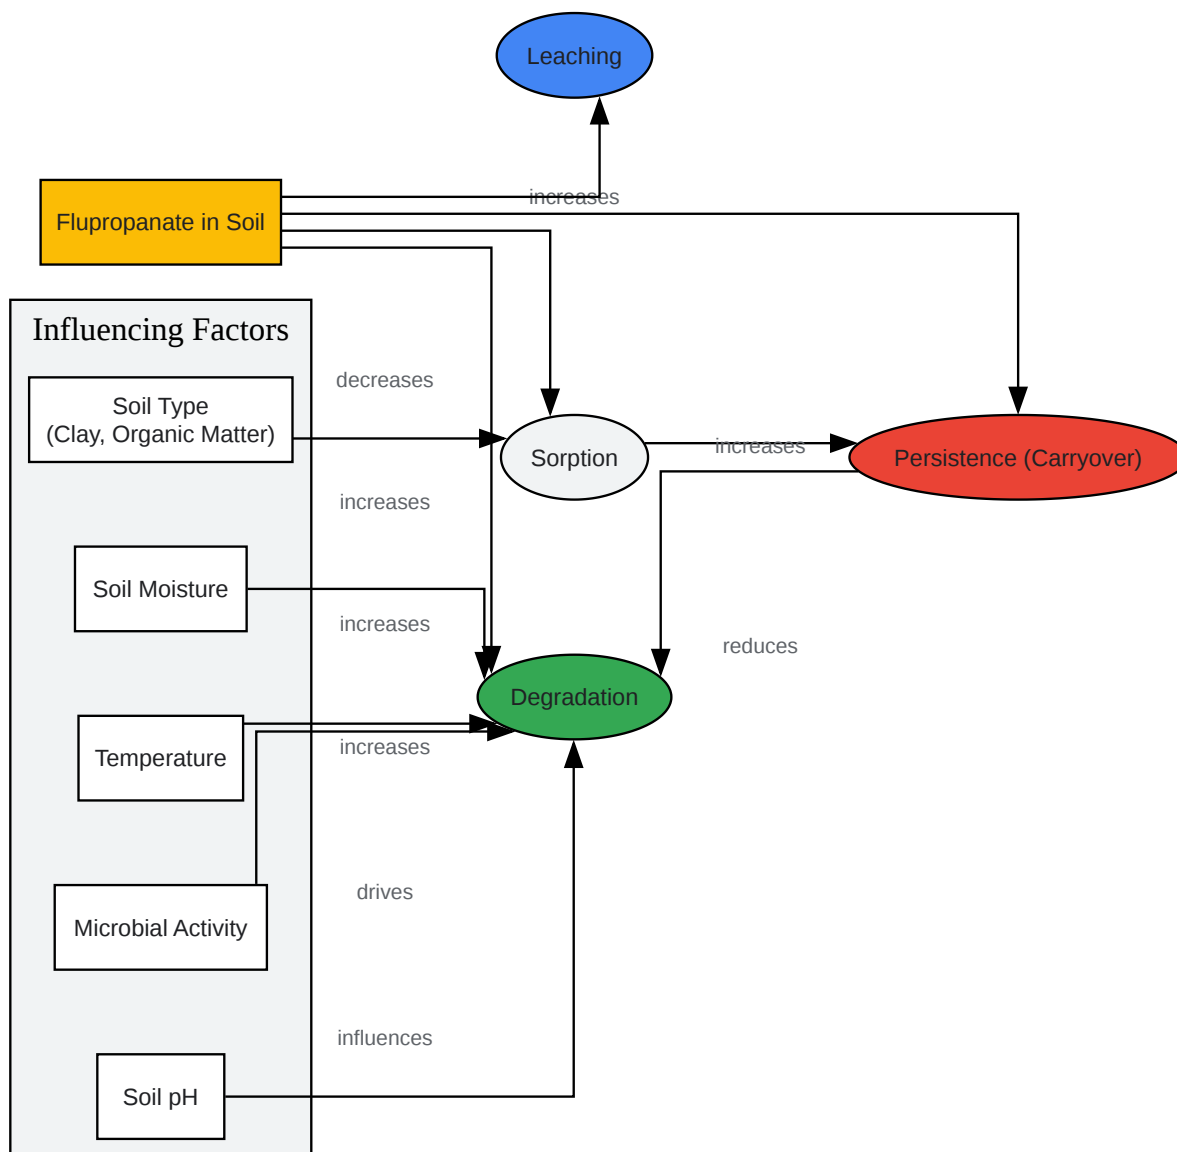 Leaching
increases
Flupropanate in Soil
Influencing Factors
decreases
Soil Type
(Clay, Organic Matter)
increases
Sorption
Persistence (Carryover)
increases
Soil Moisture
increases
reduces
Degradation
increases
Temperature
drives
Microbial Activity
influences
Soil pH